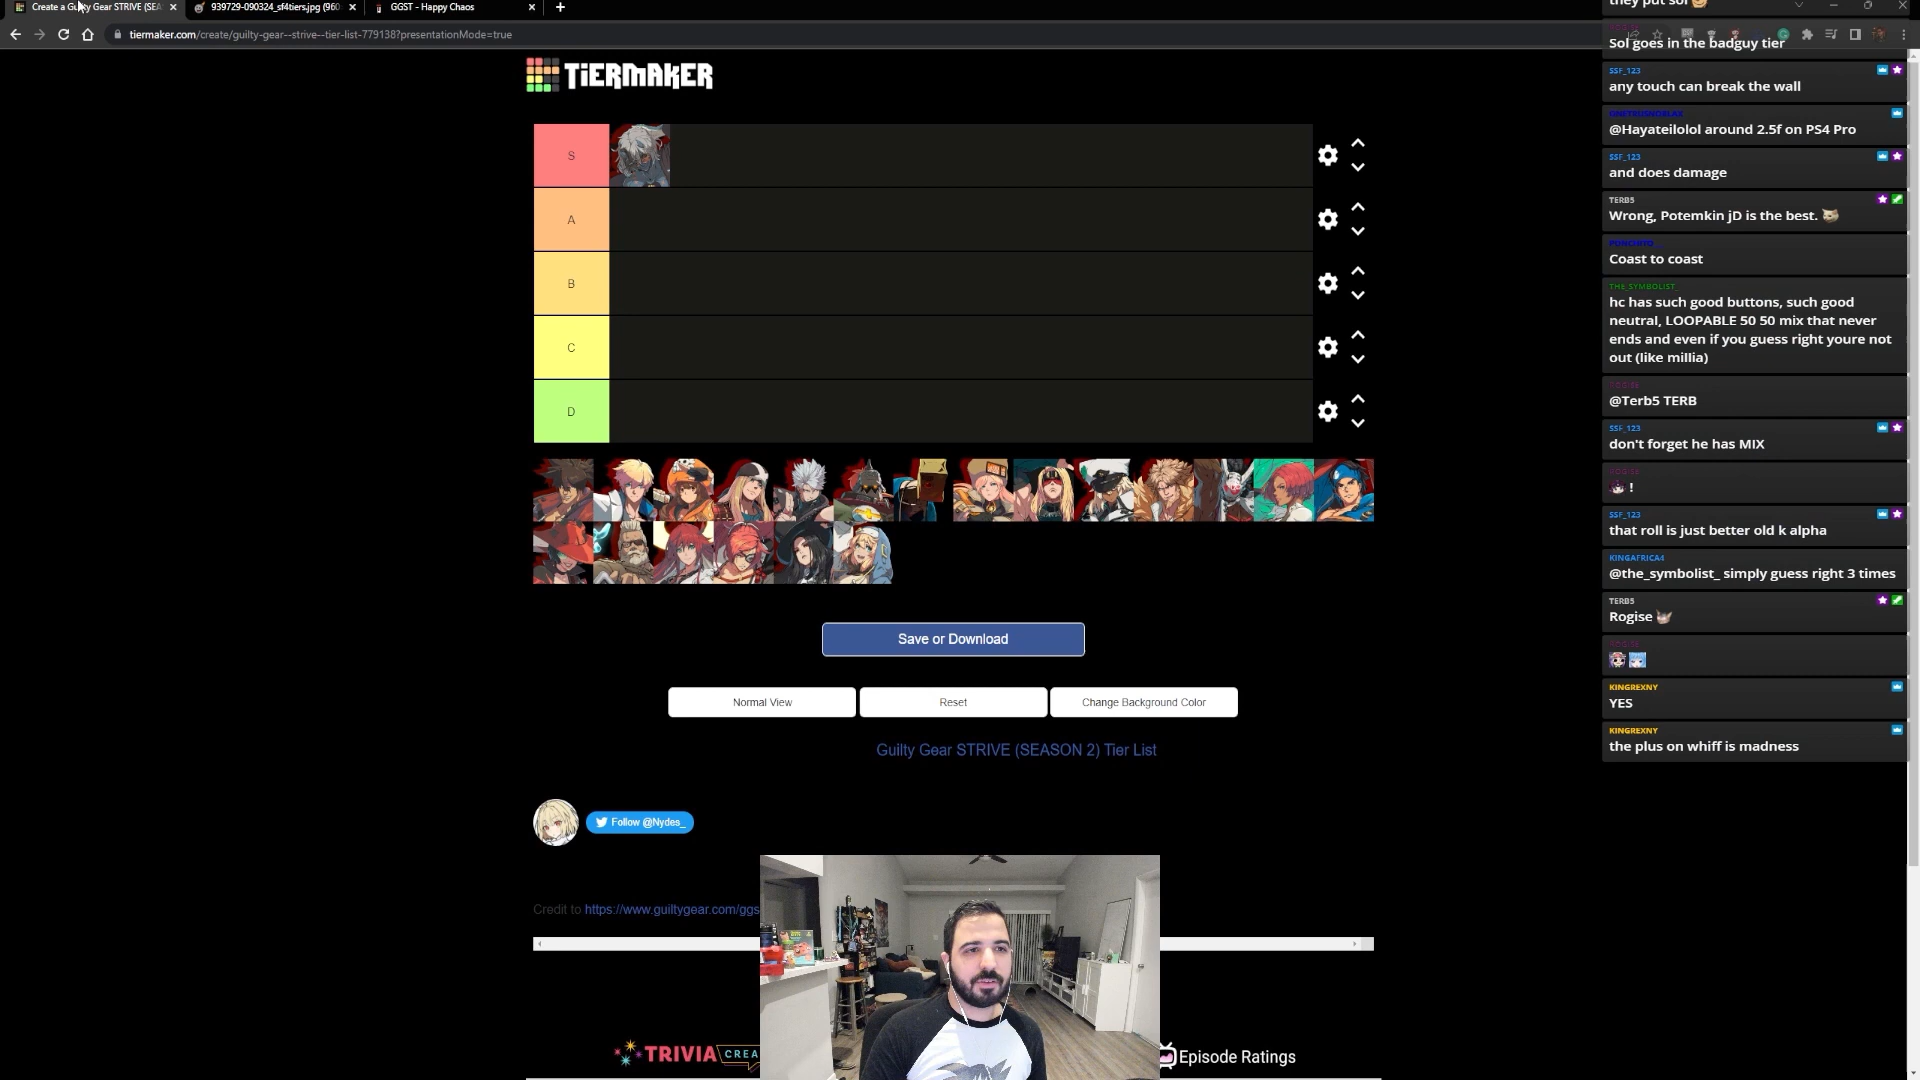 Create a Guilty Gear STRIVE (SEA
939729-090324_sf4tiers.jpg (960
GGST - Happy Chaos
tiermaker.com/create/guilty-gear--strive--tier-list-779138?presentationMode=true
TiERMAKER
S
A
B
C
D
Save or Download
Normal View
Reset
Change Background Color
Guilty Gear STRIVE (SEASON 2) Tier List
Follow @Nydes_
Credit to https://www.guiltygear.com/ggs
TRIVIA CREA
Episode Ratings
they put sol
Sol goes in the badguy tier
SSF_123
any touch can break the wall
@Hayateilolol around 2.5f on PS4 Pro
SSF_123
and does damage
TERB5
Wrong, Potemkin jD is the best.
Coast to coast
THE_SYMBOLIST_
hc has such good buttons, such good
neutral, LOOPABLE 50 50 mix that never
ends and even if you guess right youre not
out (like millia)
@Terb5 TERB
SSF_123
don't forget he has MIX
!
SSF_123
that roll is just better old k alpha
KINGAFRICA4
@the_symbolist_ simply guess right 3 times
TERB5
Rogise
KINGREXNY
YES
KINGREXNY
the plus on whiff is madness